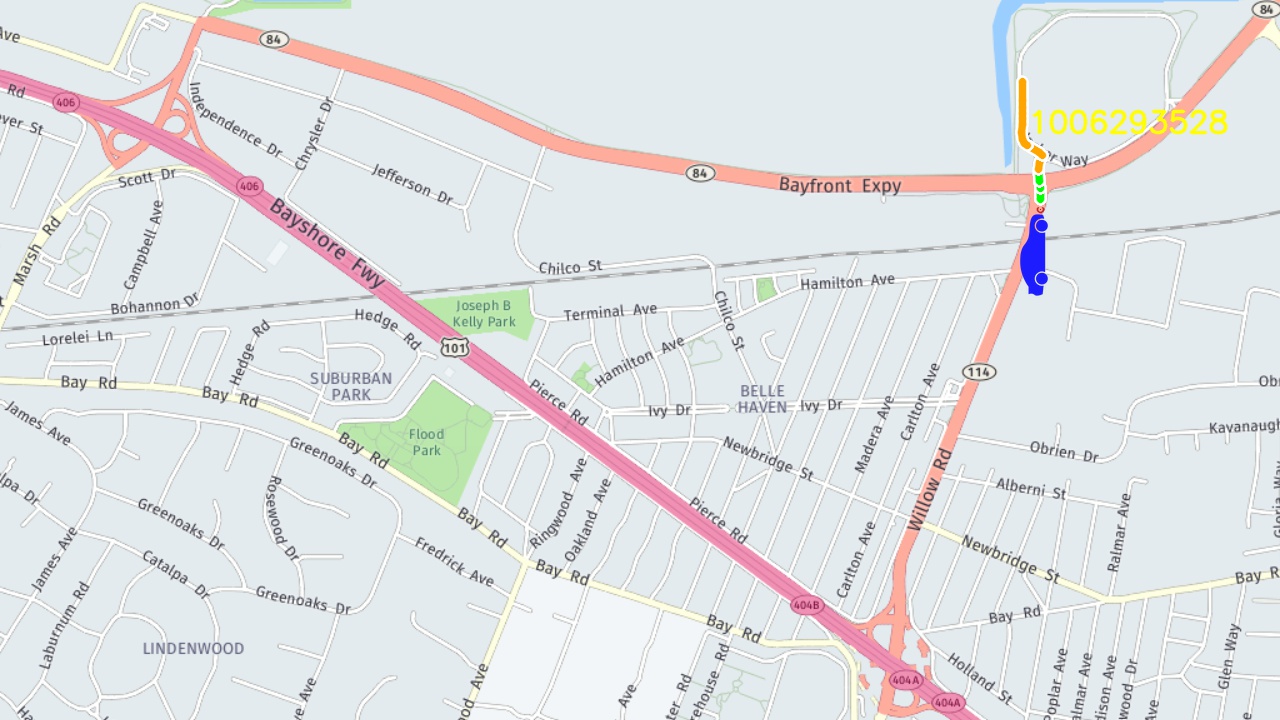 84
84
Ave
Rd
406
Independence Dr
Chrysler Dr
1006293528
Way
Jefferson Dr
84
Bayfront Expy
Scott Dr
406
Campbell Ave
Marsh Rd
Bayshore Fwy
Chilco St
Hamilton Ave
Bohannon Dr
Joseph B
Kelly Park
Terminal Ave
Chilco St
Lorelei Ln
Hedge Rd
Hedge Rd
101
Hamilton Ave
114
Bay Rd
SUBURBAN
PARK
Bay Rd
Pierce Rd
BELLE
HAVEN
Ivy Dr
Ivy Dr
Carlton Ave
Madera Ave
James Ave
Flood
Park
Bay Rd
Greenoaks Dr
Newbridge St
Obrien Dr
Alberni St
Willow Rd
Rosewood Dr
Greenoaks Dr
Ringwood Ave
Oakland Ave
Bay Rd
Pierce Rd
Ralmar Ave
Newbridge St
James Ave
Catalpa Dr
Fredrick Ave
Bay Rd
Carlton Ave
Greenoaks Dr
Laburnum Rd
404B
Bay Rd
Bay Rd
LINDENWOOD
Holland St
Glen Way
404A
404A
Ave
Ave